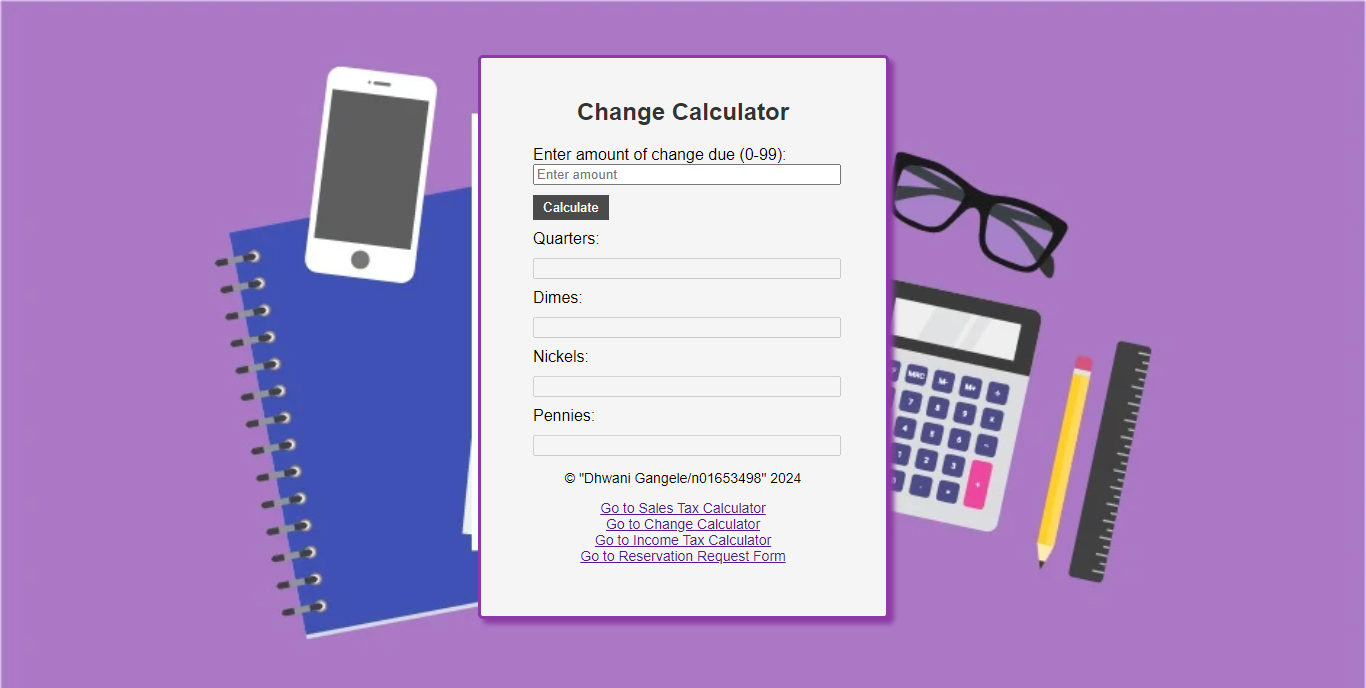 Change Calculator
Enter amount of change due (0-99):
Enter amount
Calculate
Quarters:
Dimes:
Nickels:
Pennies:
© "Dhwani Gangele/n01653498" 2024
Go to Sales Tax Calculator
Go to Change Calculator
Go to Income Tax Calculator
Go to Reservation Request Form
MRC M- M+ ÷
7 8 9 x
4 5 6 -
1 2 3 +